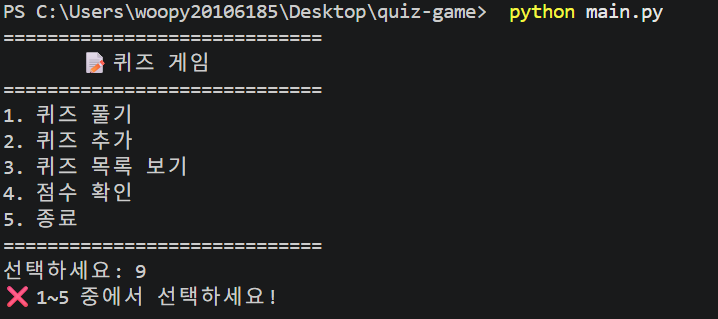 PS C:\Users\woopy20106185\Desktop\quiz-game>  python main.py
=============================
📝 퀴즈 게임
=============================
1. 퀴즈 풀기
2. 퀴즈 추가
3. 퀴즈 목록 보기
4. 점수 확인
5. 종료
=============================
선택하세요: 9
❌ 1~5 중에서 선택하세요!